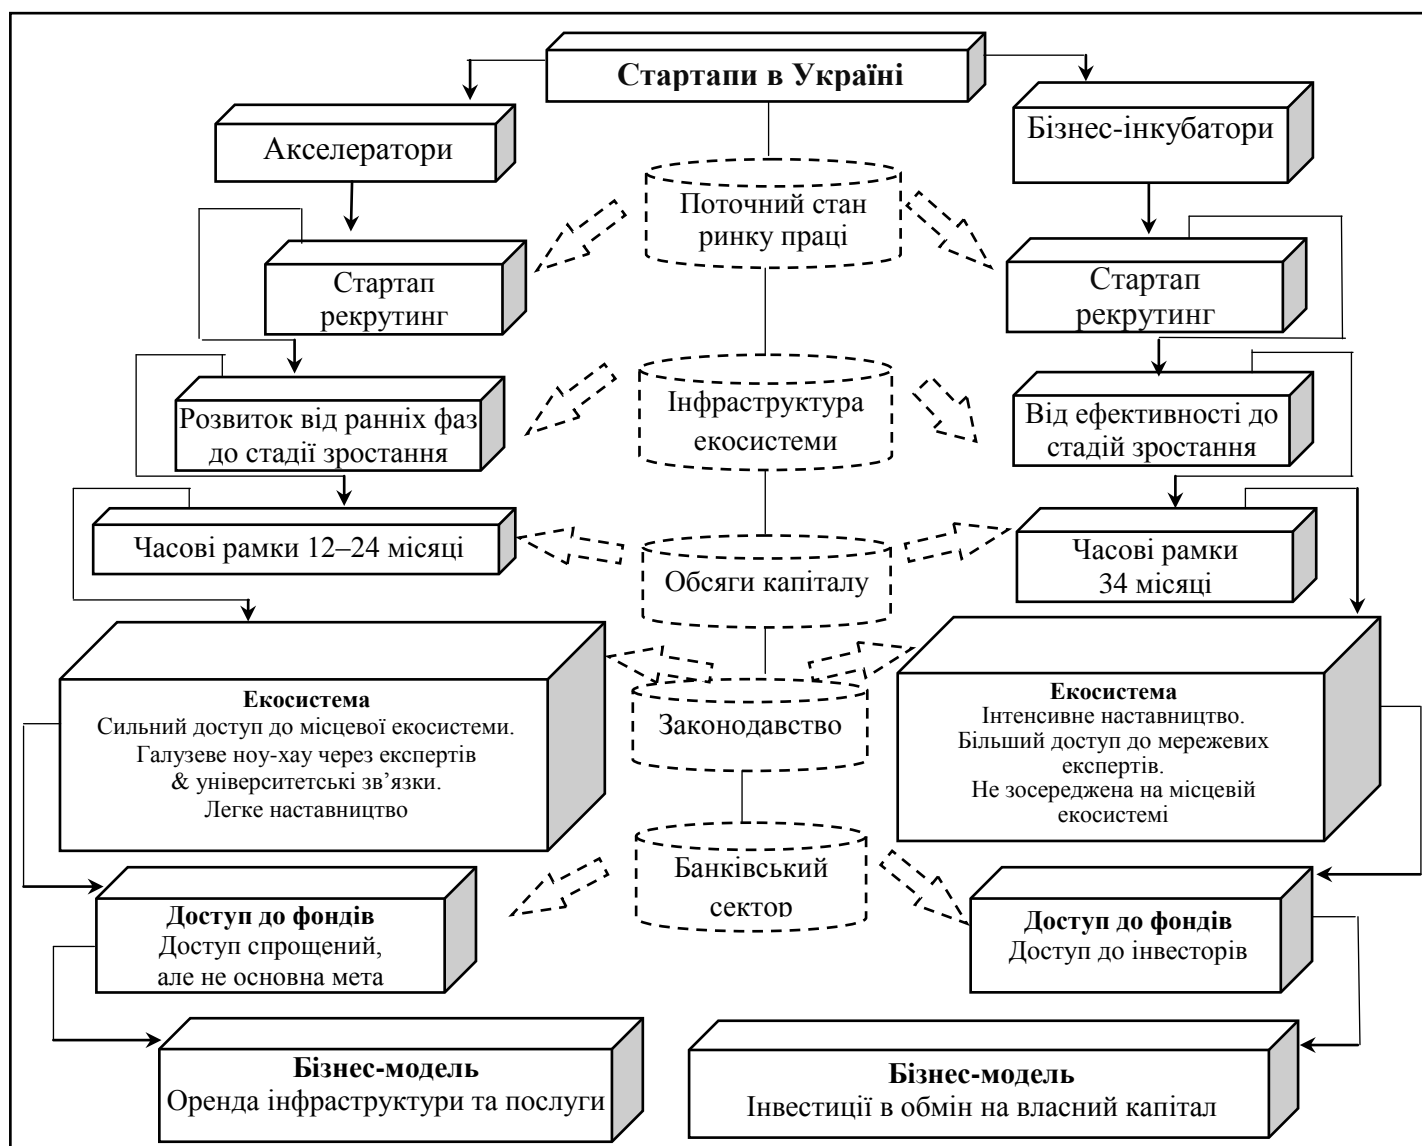 Стартапи в Україні
Акселератори
Бізнес-інкубатори
Поточний стан
ринку праці
Стартап
рекрутинг
Стартап
рекрутинг
Інфраструктура
екосистеми
Розвиток від ранніх фаз
до стадії зростання
Від ефективності до
стадій зростання
Часові рамки 12–24 місяці
Обсяги капіталу
Часові рамки
34 місяці
Екосистема
Сильний доступ до місцевої екосистеми.
Галузеве ноу-хау через експертів
& університетські зв’язки.
Легке наставництво
Законодавство
Екосистема
Інтенсивне наставництво.
Більший доступ до мережевих
експертів.
Не зосереджена на місцевій
екосистемі
Банківський
сектор
Доступ до фондів
Доступ спрощений,
але не основна мета
Доступ до фондів
Доступ до інвесторів
Бізнес-модель
Оренда інфраструктури та послуги
Бізнес-модель
Інвестиції в обмін на власний капітал